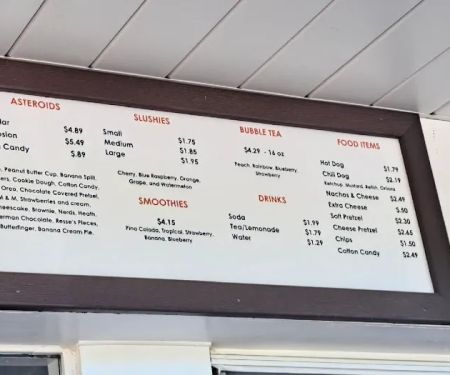 ASTEROIDS
$4.89
$5.49
Candy $.89
Peanut Butter Cup, Banana Spill,
Cookie Dough, Cotton Candy,
Oreo, Chocolate Covered Pretzel,
& M, Strawberries and cream,
Brownie, Nerds, Heath,
German Chocolate, Reese's Pieces,
Butterfinger, Banana Cream Pie,
SLUSHIES
Small $1.75
Medium $1.85
Large $1.95
Cherry, Blue Raspberry, Orange,
Grape, and Watermelon
SMOOTHIES
$4.15
Pina Colada, Tropical, Strawberry,
Banana, Blueberry
BUBBLE TEA
$4.29 - 16 oz
Peach, Rainbow, Blueberry,
Strawberry
DRINKS
Soda $1.99
Tea/Lemonade $1.79
Water $1.29
FOOD ITEMS
Hot Dog $1.79
Chili Dog $2.19
Ketchup, Mustard, Relish, Onions
Nachos & Cheese $2.49
Extra Cheese $.50
Soft Pretzel $2.30
Cheese Pretzel $2.65
Chips $1.50
Cotton Candy $2.49